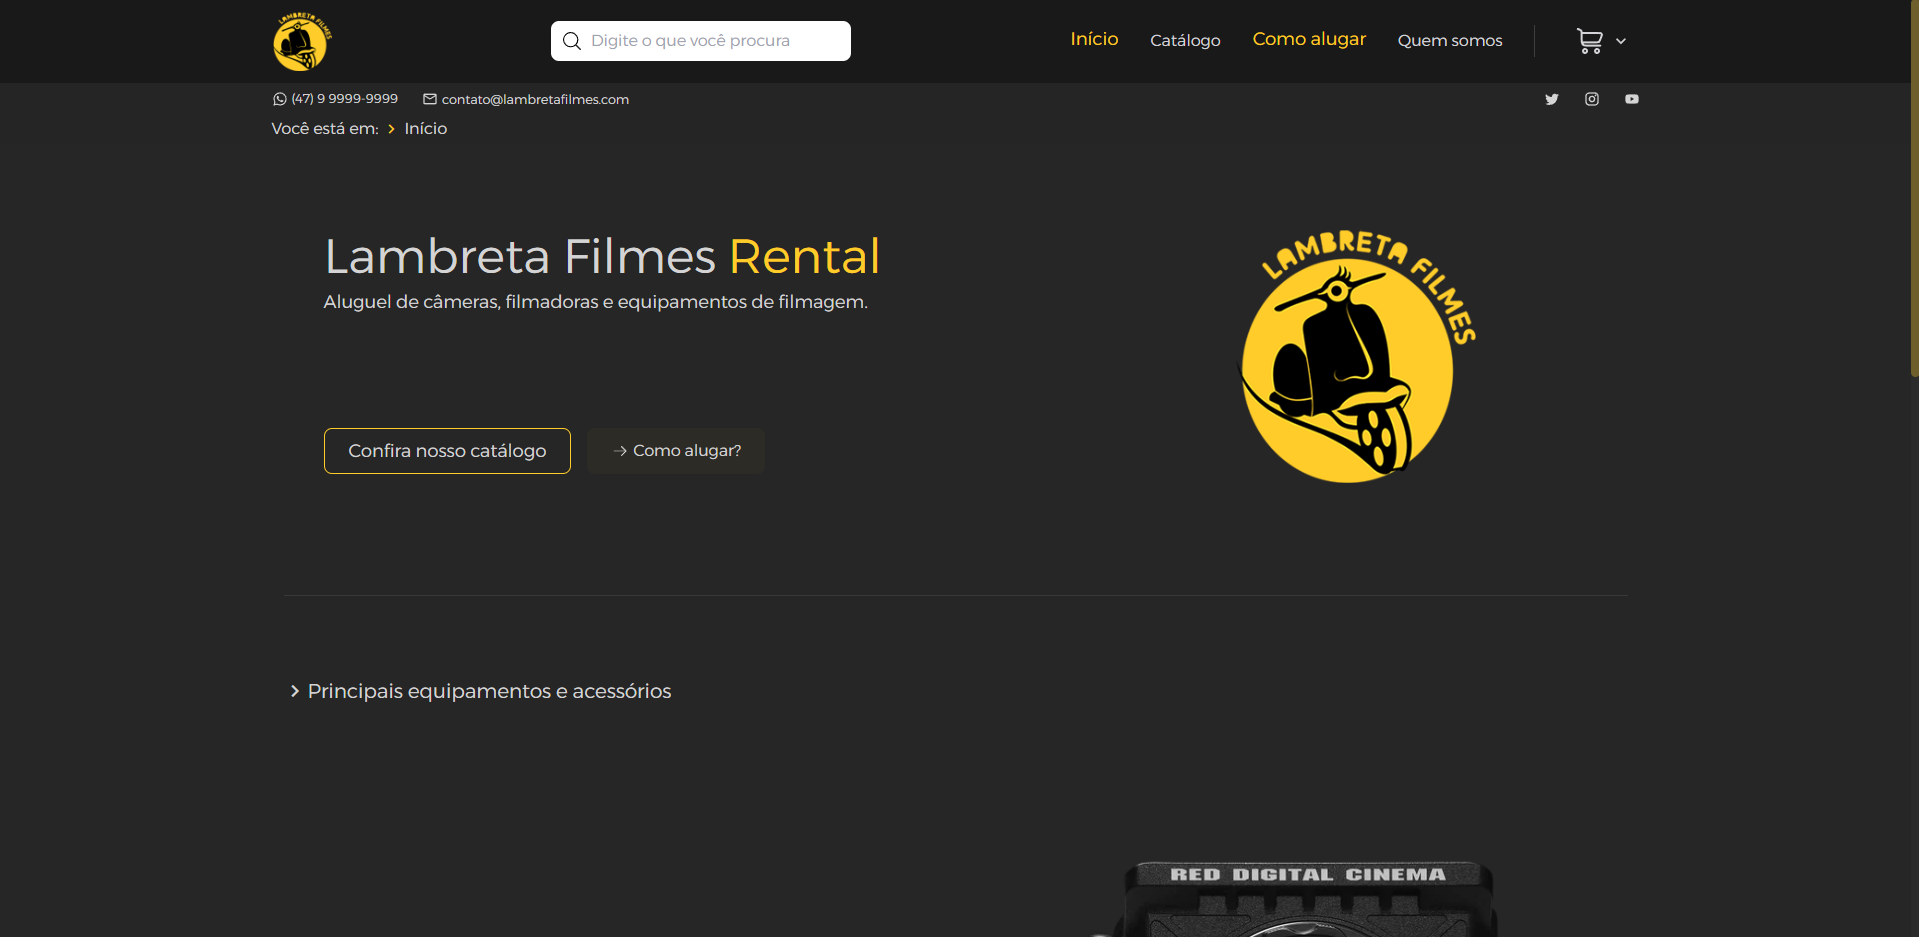 LAMBRETA FILMES
Digite o que você procura
Início
Catálogo
Como alugar
Quem somos
(47) 9 9999-9999
contato@lambretafilmes.com
Você está em:
Início
Lambreta Filmes Rental
Aluguel de câmeras, filmadoras e equipamentos de filmagem.
LAMBRETA FILMES
Confira nosso catálogo
Como alugar?
Principais equipamentos e acessórios
RED DIGITAL CINEMA